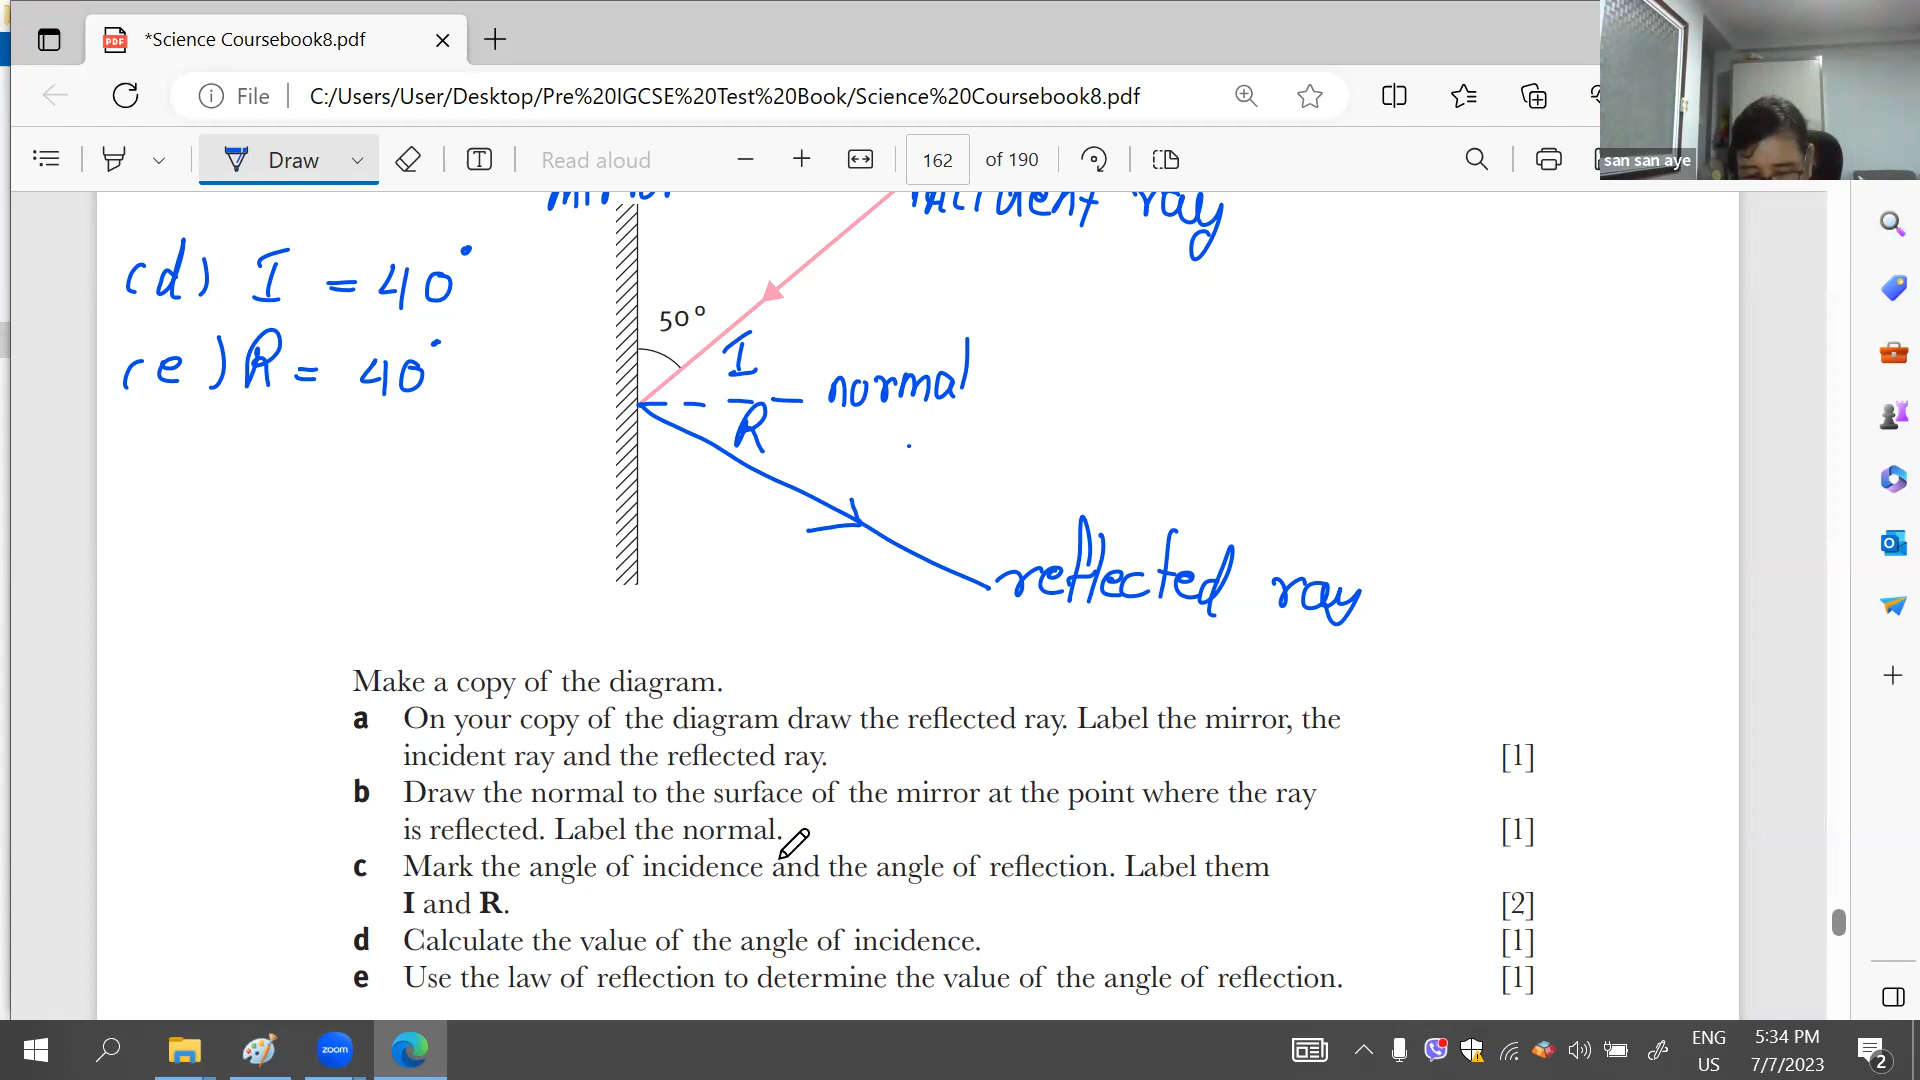 *Science Coursebook8.pdf
File
C:/Users/User/Desktop/Pre%20IGCSE%20Test%20Book/Science%20Coursebook8.pdf
san san aye
Draw
Read aloud
162
of 190
mirror
incident ray
(d) I = 40°
50°
I
(e) R = 40°
normal
R
reflected ray
Make a copy of the diagram.
a On your copy of the diagram draw the reflected ray. Label the mirror, the
incident ray and the reflected ray. [1]
b Draw the normal to the surface of the mirror at the point where the ray
is reflected. Label the normal. [1]
c Mark the angle of incidence and the angle of reflection. Label them
I and R. [2]
d Calculate the value of the angle of incidence. [1]
e Use the law of reflection to determine the value of the angle of reflection. [1]
zoom
ENG
US
5:34 PM
7/7/2023
2